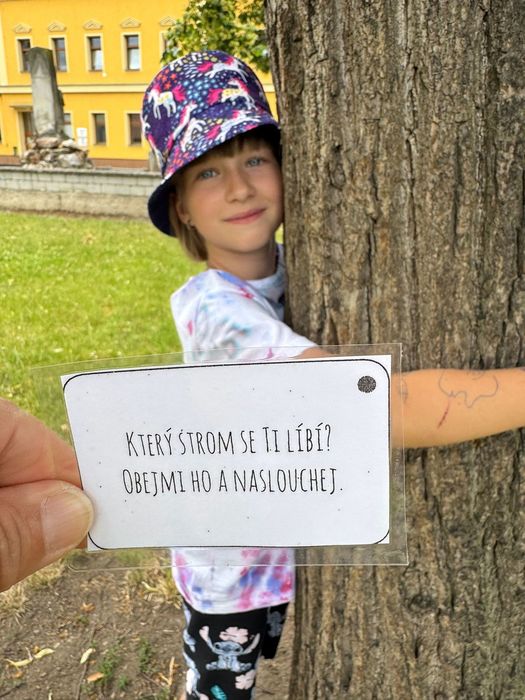 Který strom se Ti líbí?
Obejmi ho a naslouchej.